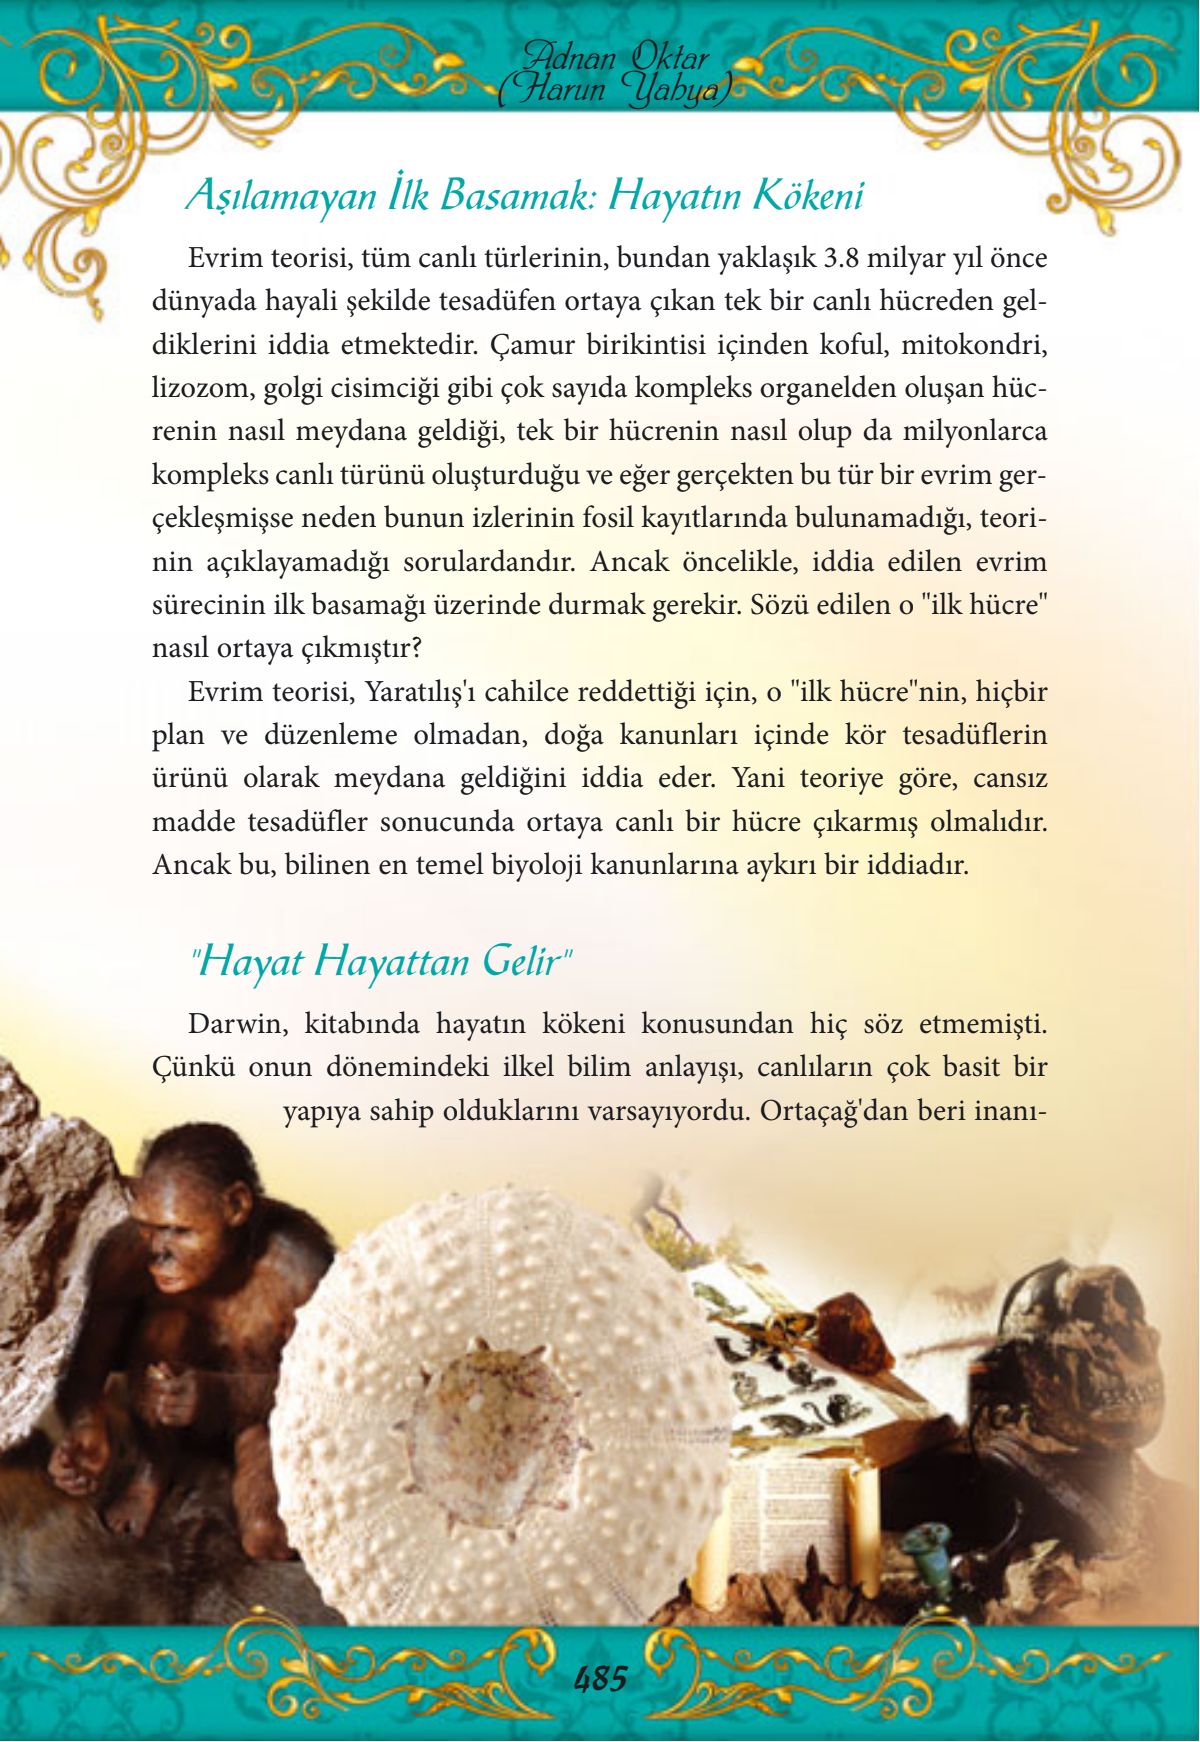 Adnan Oktar
(Harun Yahya)
Aşılamayan İlk Basamak: Hayatın Kökeni
Evrim teorisi, tüm canlı türlerinin, bundan yaklaşık 3.8 milyar yıl önce
dünyada hayali şekilde tesadüfen ortaya çıkan tek bir canlı hücreden gel-
diklerini iddia etmektedir. Çamur birikintisi içinden koful, mitokondri,
lizozom, golgi cisimciği gibi çok sayıda kompleks organelden oluşan hüc-
renin nasıl meydana geldiği, tek bir hücrenin nasıl olup da milyonlarca
kompleks canlı türünü oluşturduğu ve eğer gerçekten bu tür bir evrim ger-
çekleşmişse neden bunun izlerinin fosil kayıtlarında bulunamadığı, teori-
nin açıklayamadığı sorulardandır. Ancak öncelikle, iddia edilen evrim
sürecinin ilk basamağı üzerinde durmak gerekir. Sözü edilen o "ilk hücre"
nasıl ortaya çıkmıştır?
Evrim teorisi, Yaratılış'ı cahilce reddettiği için, o "ilk hücre"nin, hiçbir
plan ve düzenleme olmadan, doğa kanunları içinde kör tesadüflerin
ürünü olarak meydana geldiğini iddia eder. Yani teoriye göre, cansız
madde tesadüfler sonucunda ortaya canlı bir hücre çıkarmış olmalıdır.
Ancak bu, bilinen en temel biyoloji kanunlarına aykırı bir iddiadır.
"Hayat Hayattan Gelir"
Darwin, kitabında hayatın kökeni konusundan hiç söz etmemişti.
Çünkü onun dönemindeki ilkel bilim anlayışı, canlıların çok basit bir
yapıya sahip olduklarını varsayıyordu. Ortaçağ'dan beri inanı-
485